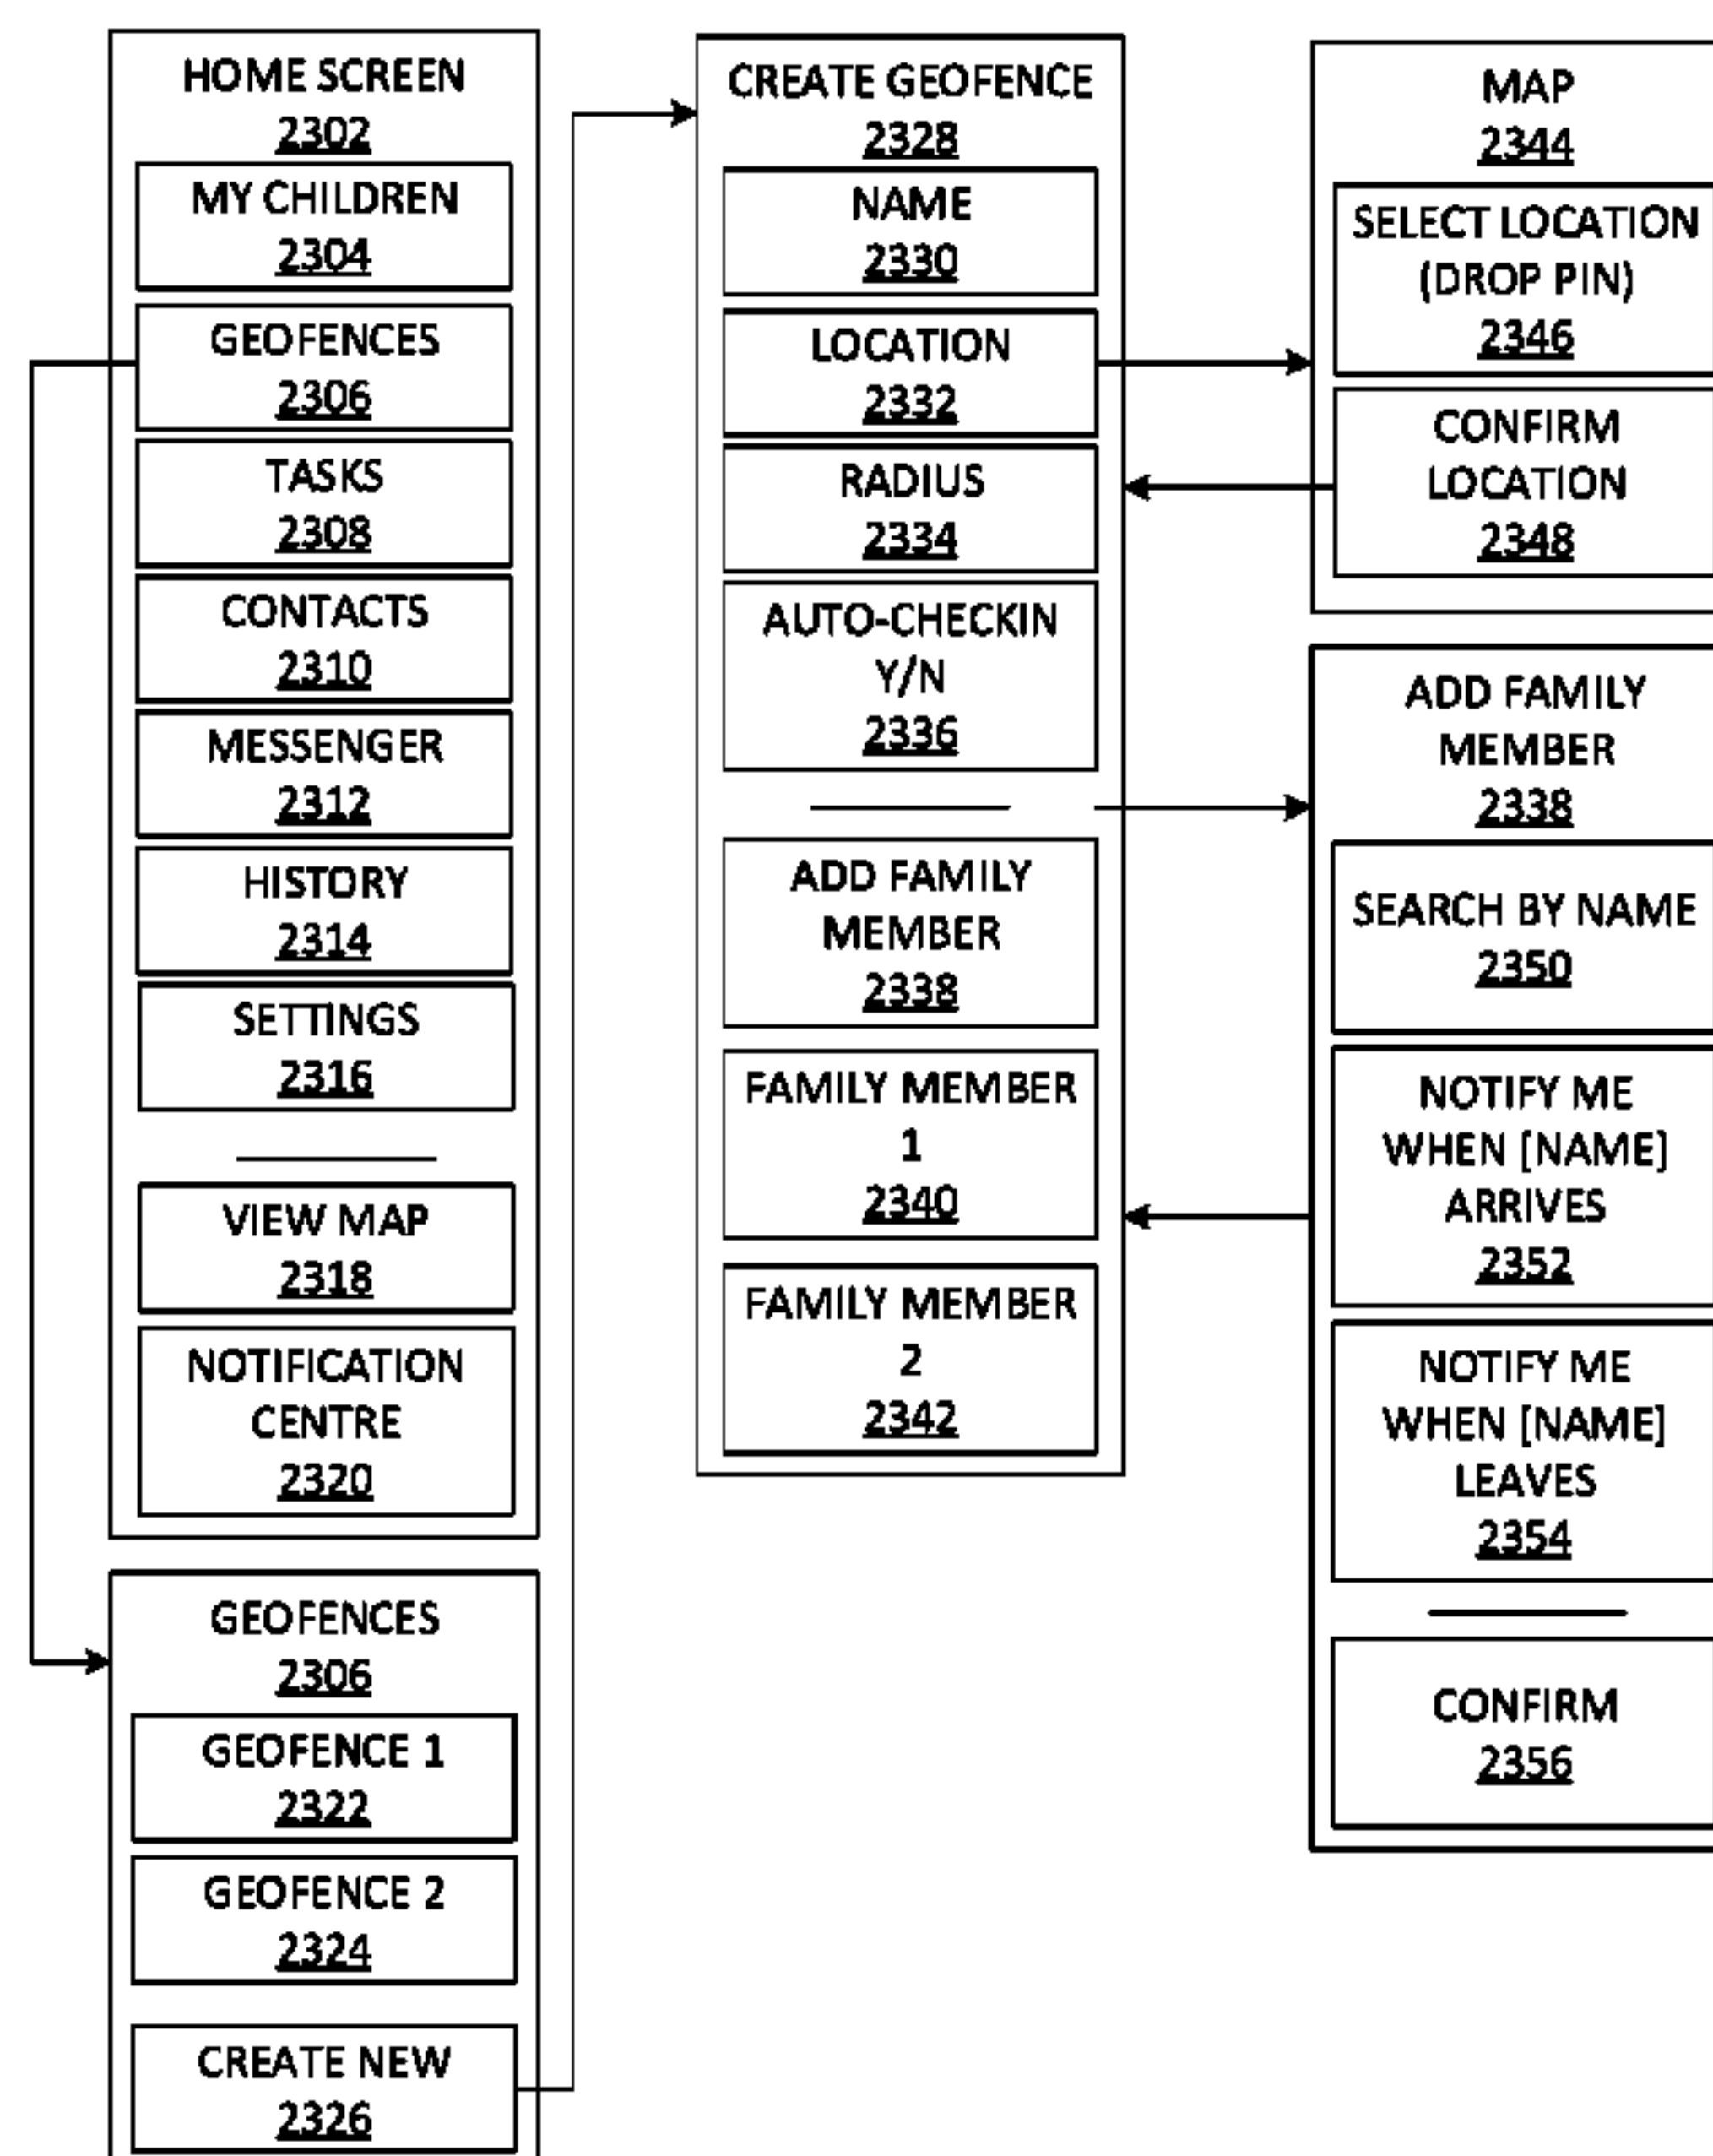 HOME SCREEN
2302
MY CHILDREN
2304
GEOFENCES
2306
TASKS
2308
CONTACTS
2310
MESSENGER
2312
HISTORY
2314
SETTINGS
2316
VIEW MAP
2318
NOTIFICATION
CENTRE
2320
GEOFENCES
2306
GEOFENCE 1
2322
GEOFENCE 2
2324
CREATE NEW
2326
CREATE GEOFENCE
2328
NAME
2330
LOCATION
2332
RADIUS
2334
AUTO-CHECKIN
Y/N
2336
ADD FAMILY
MEMBER
2338
FAMILY MEMBER
1
2340
FAMILY MEMBER
2
2342
MAP
2344
SELECT LOCATION
(DROP PIN)
2346
CONFIRM
LOCATION
2348
ADD FAMILY
MEMBER
2338
SEARCH BY NAME
2350
NOTIFY ME
WHEN [NAME]
ARRIVES
2352
NOTIFY ME
WHEN [NAME]
LEAVES
2354
CONFIRM
2356